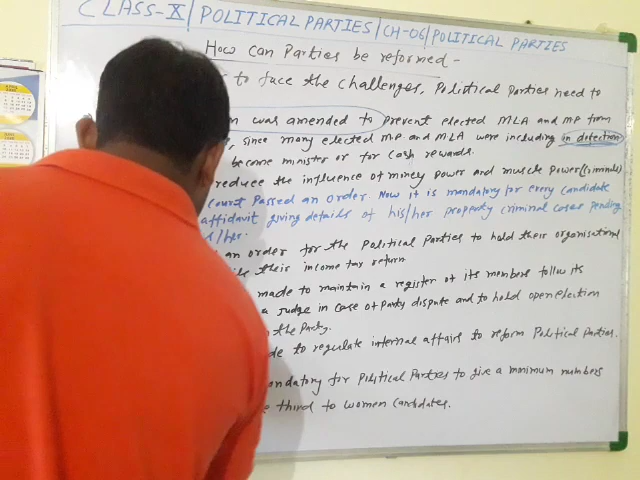 CLASS-X | POLITICAL PARTIES | CH-06 | POLITICAL PARTIES
How can Parties be reformed -
to face the challenges, Political Parties need to
was amended to prevent elected MLA and MP from
, since many elected MP and MLA were including in defection
become minister or for cash rewards.
reduce the influence of money power and muscle power (Criminals)
court Passed an order. Now it is mandatory for every candidate
affidavit giving details of his/her property criminal cases pending
/her.
an order for the Political Parties to hold their organisational
their income tax return
made to maintain a register of its members follow its
a Judge in case of Party dispute and to hold open election
the Party.
to regulate internal affairs to reform Political Parties.
for Political Parties to give a minimum numbers
third to women candidates.